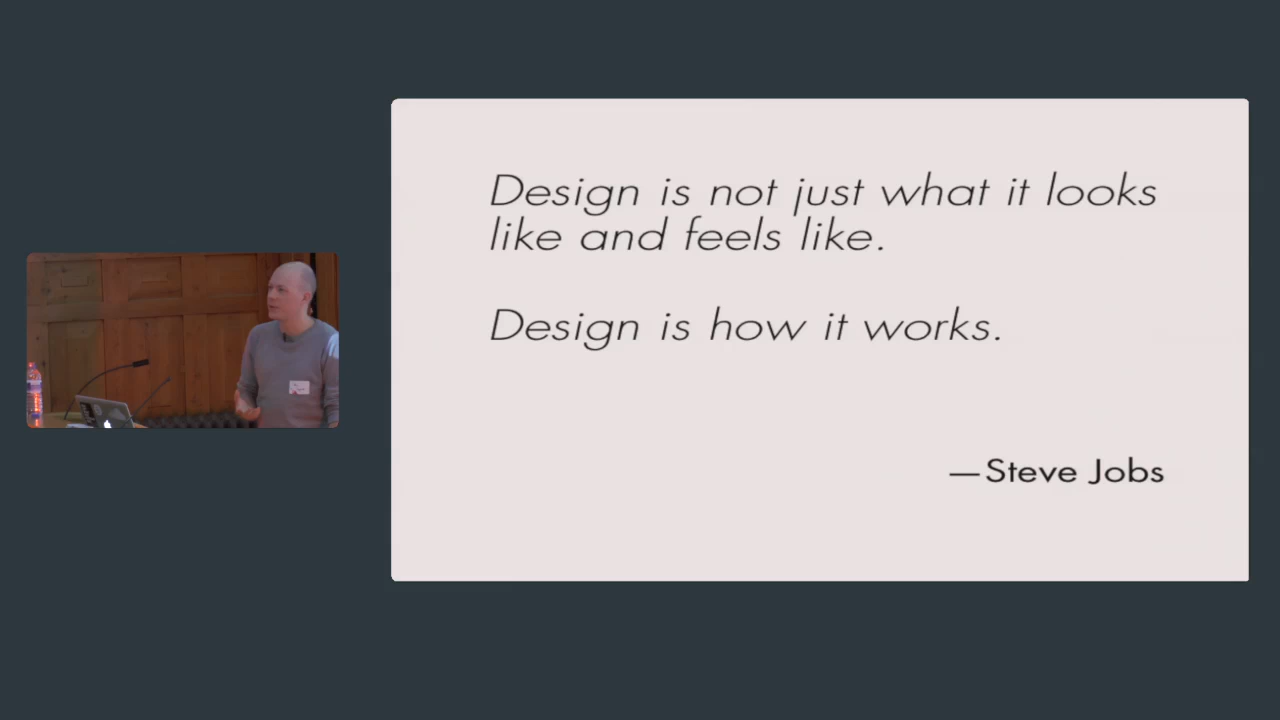 Design is not just what it looks
like and feels like.
Design is how it works.
—Steve Jobs